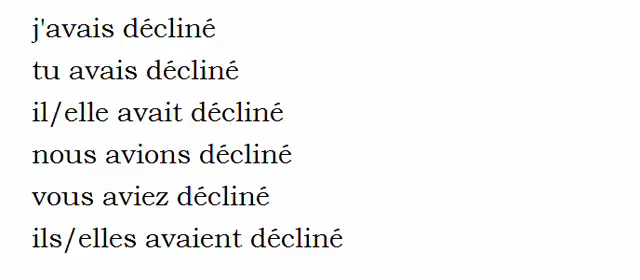 j'avais décliné
tu avais décliné
il/elle avait décliné
nous avions décliné
vous aviez décliné
ils/elles avaient décliné